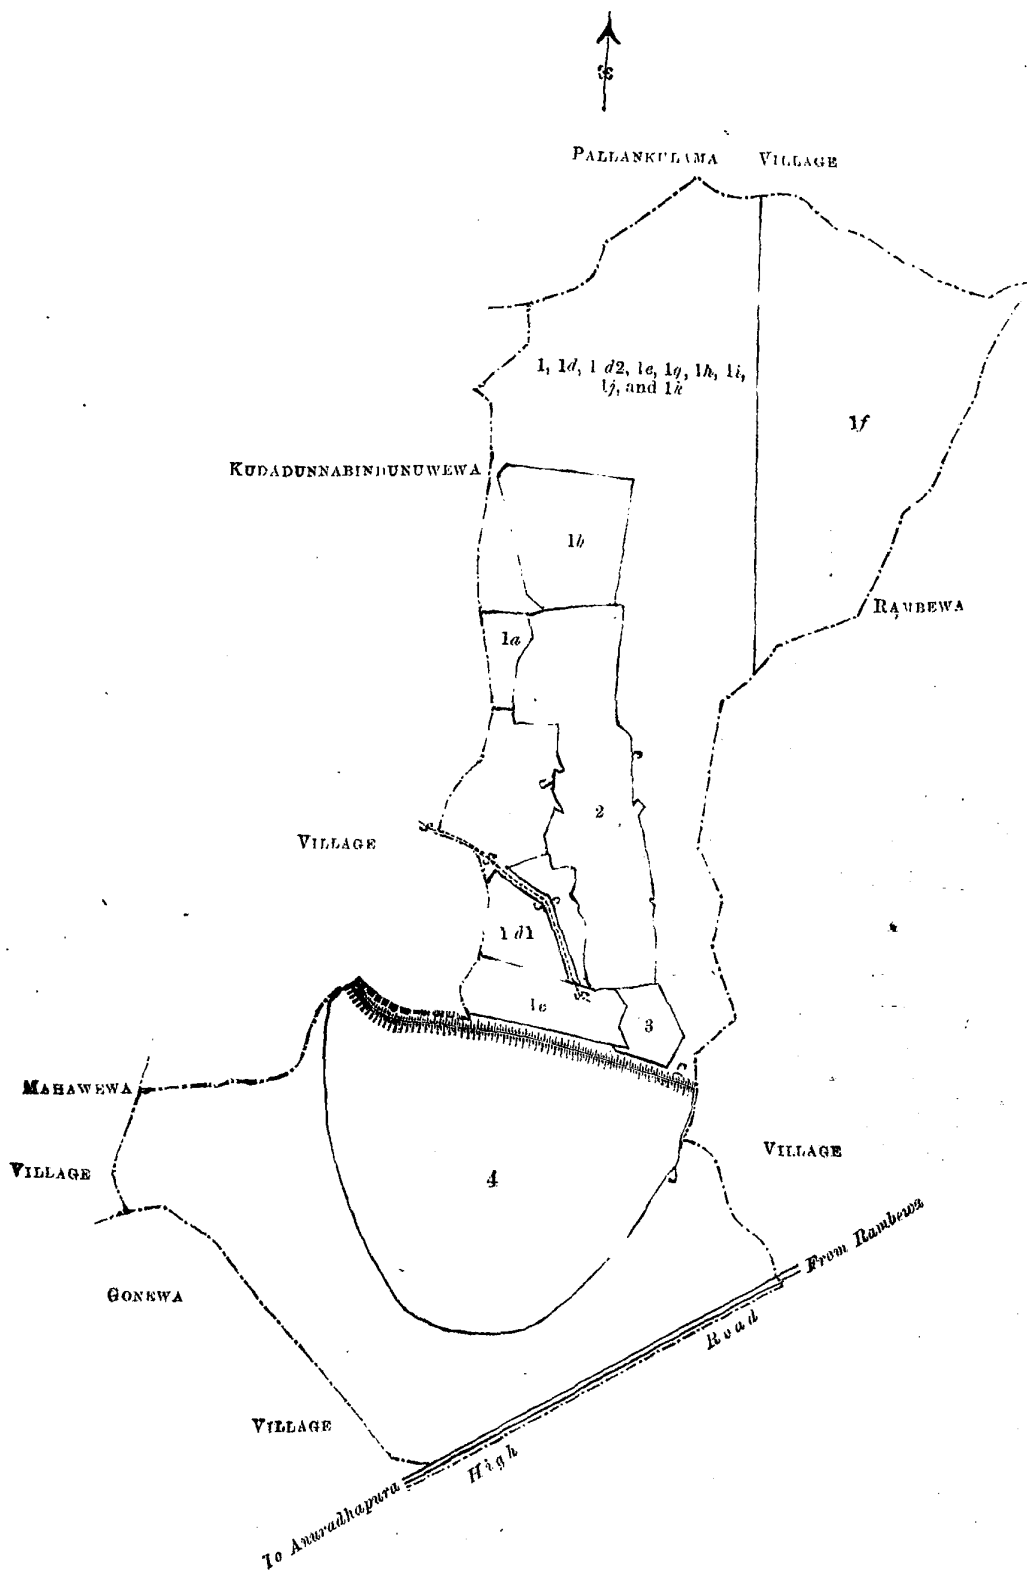 PALLANKULAMA VILLAGE
1, 1d, 1 d2, 1e, 1g, 1h, 1i,
1j, and 1k
1f
KUDADUNNABINDUNUWEWA
1b
RAMBEWA
1a
2
VILLAGE
1 d1
1c
3
MAHAWEWA
VILLAGE
VILLAGE
4
From Rambewa
GONEWA
Road
VILLAGE
High
To Anuradhapura